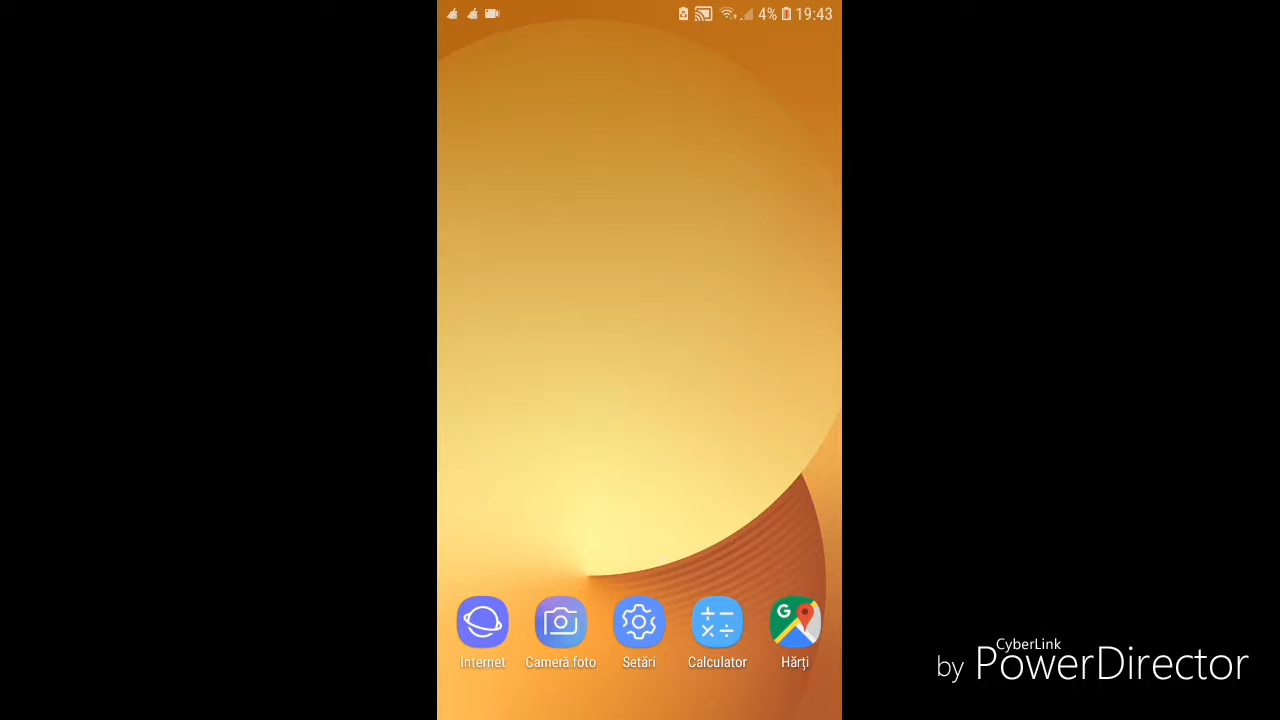 4% 19:43
Internet
Cameră foto
Setări
Calculator
G
Hărți
CyberLink
by PowerDirector